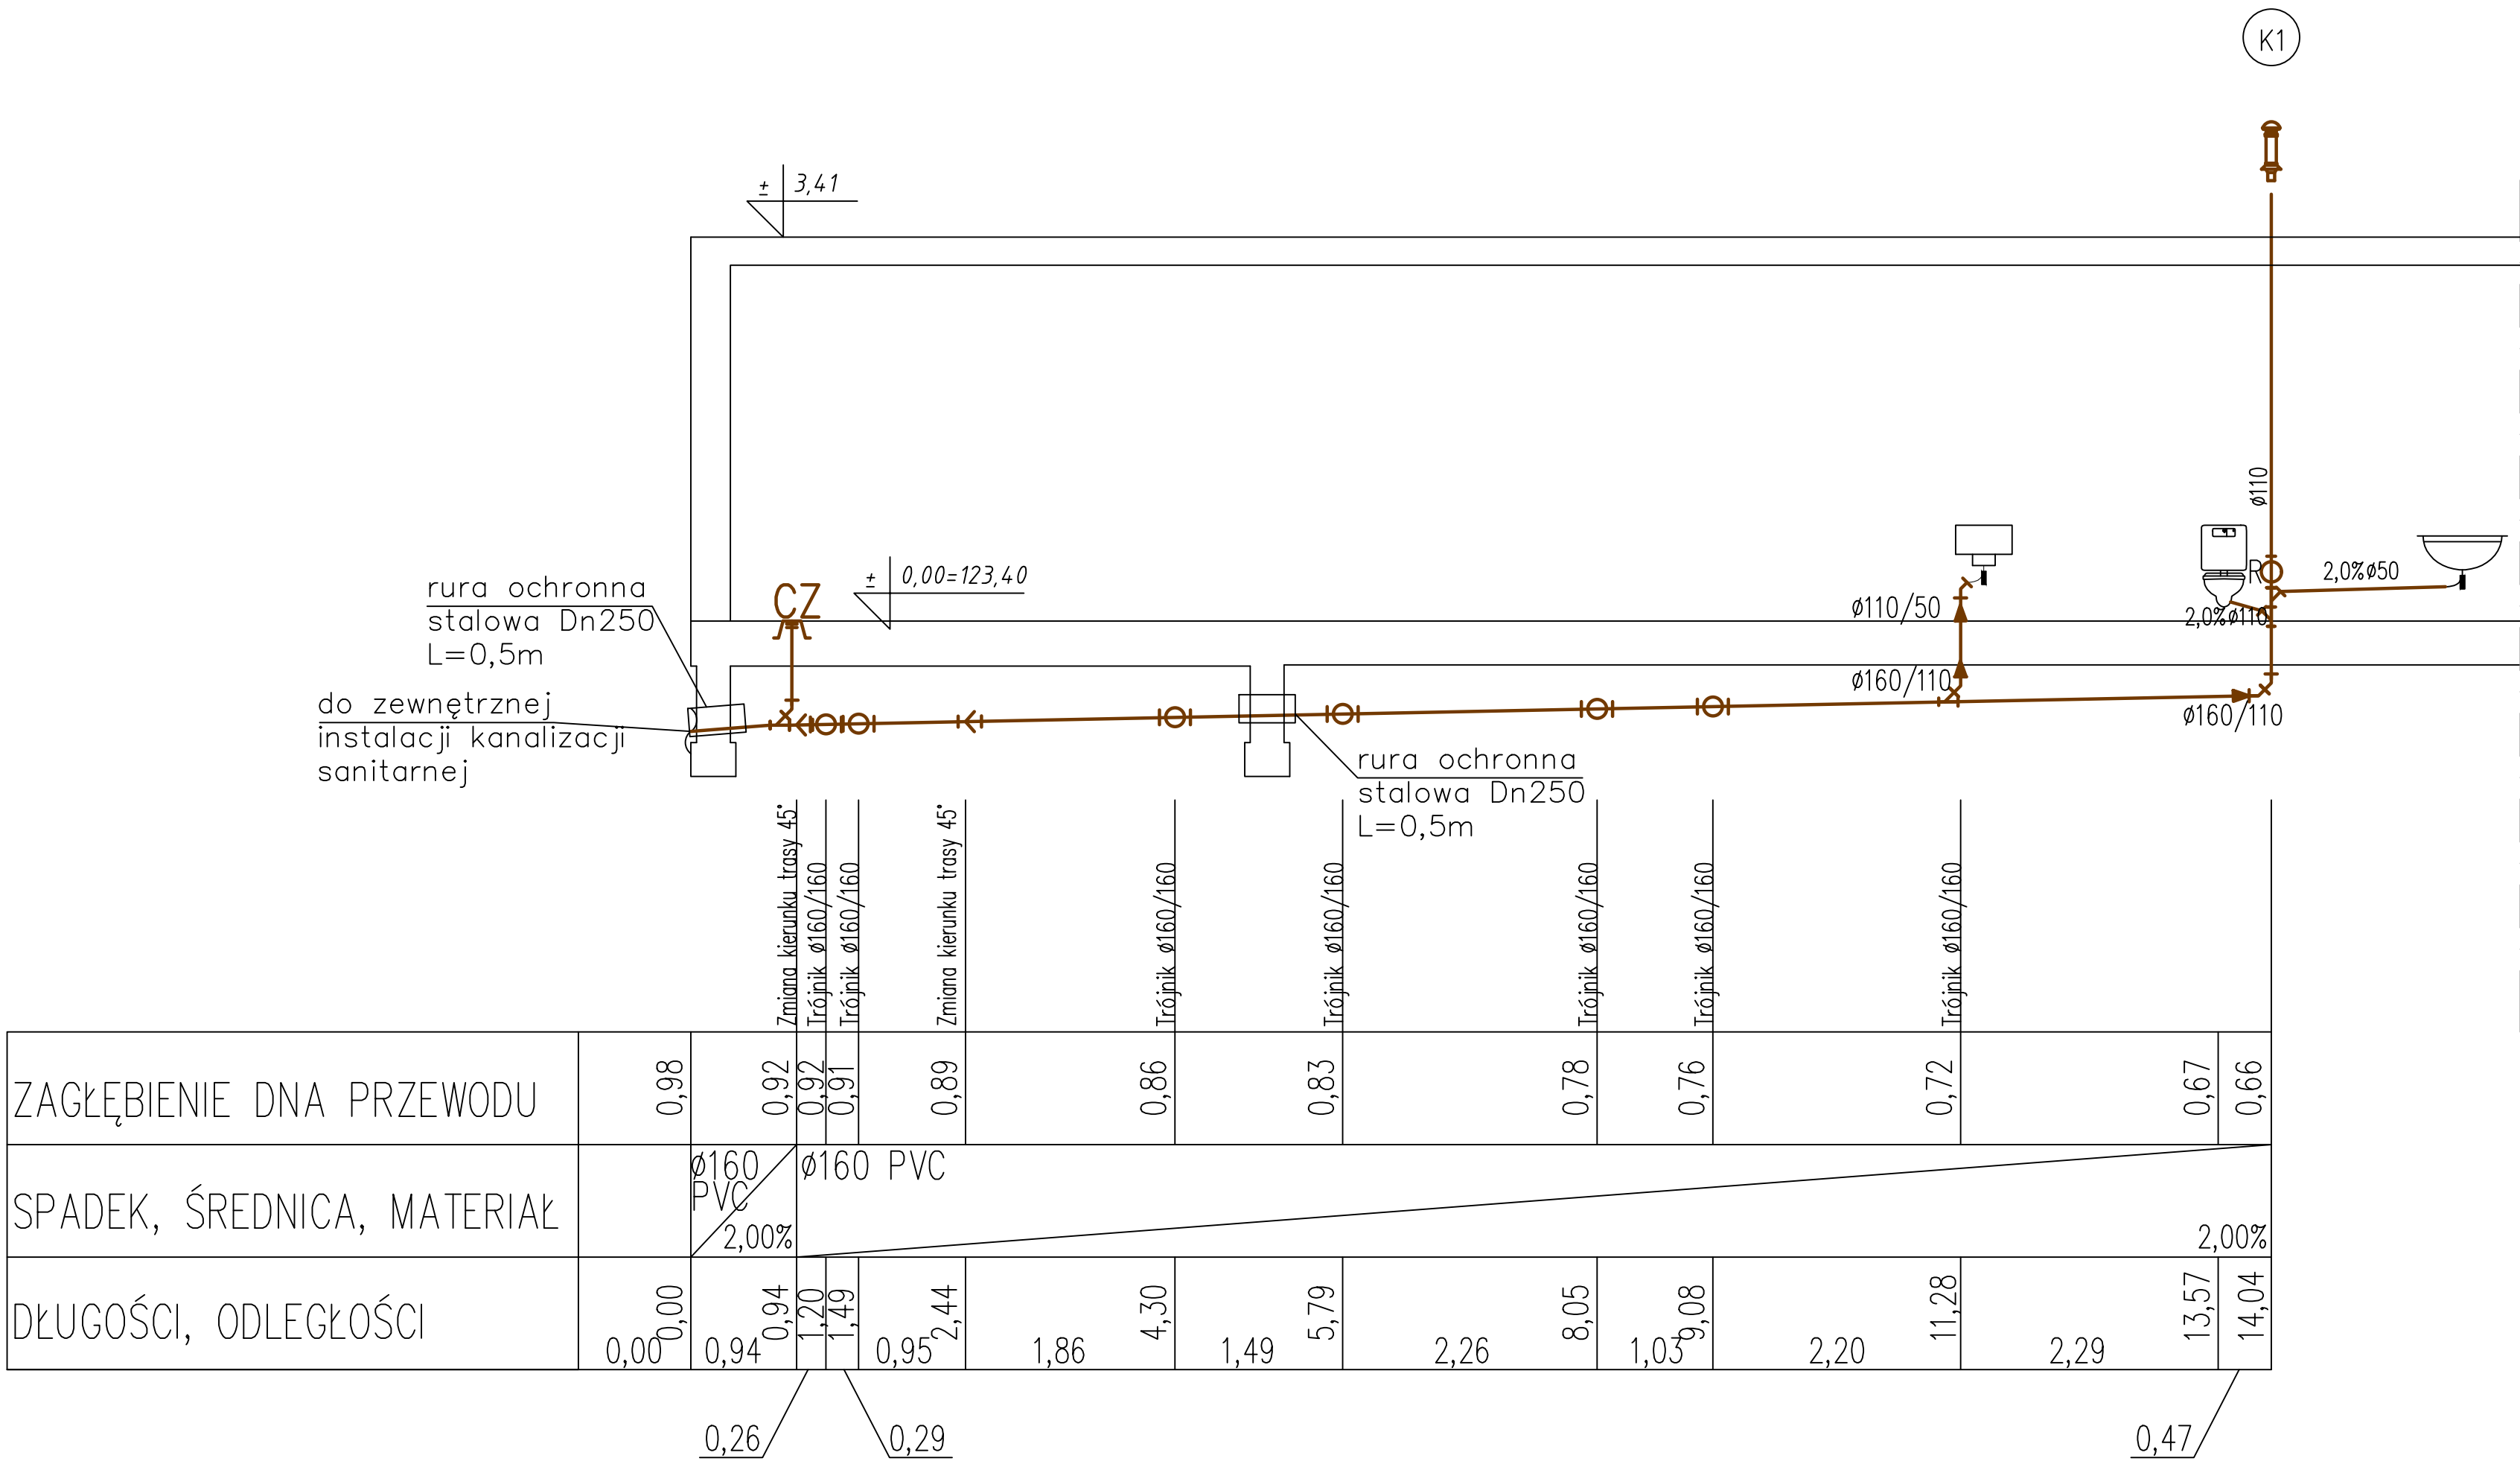 K1
± 3,41
ø110
± 0,00=123,40
CZ
R
2,0%ø50
2,0%ø110
ø110/50
ø160/110
ø160/110
rura ochronna
stalowa Dn250
L=0,5m
do zewnętrznej
instalacji kanalizacji
sanitarnej
rura ochronna
stalowa Dn250
L=0,5m
Zmiana kierunku trasy 45°
Trójnik ø160/160
Trójnik ø160/160
Zmiana kierunku trasy 45°
Trójnik ø160/160
Trójnik ø160/160
Trójnik ø160/160
Trójnik ø160/160
Trójnik ø160/160
ZAGŁĘBIENIE DNA PRZEWODU
0,98
0,92
0,92
0,91
0,89
0,86
0,83
0,78
0,76
0,72
0,67
0,66
SPADEK, ŚREDNICA, MATERIAŁ
ø160
PVC
2,00%
ø160 PVC
2,00%
DŁUGOŚCI, ODLEGŁOŚCI
0,00
0,94
1,20
1,49
2,44
4,30
5,79
8,05
9,08
11,28
13,57
14,04
0,00
0,94
0,95
1,86
1,49
2,26
1,03
2,20
2,29
0,26
0,29
0,47